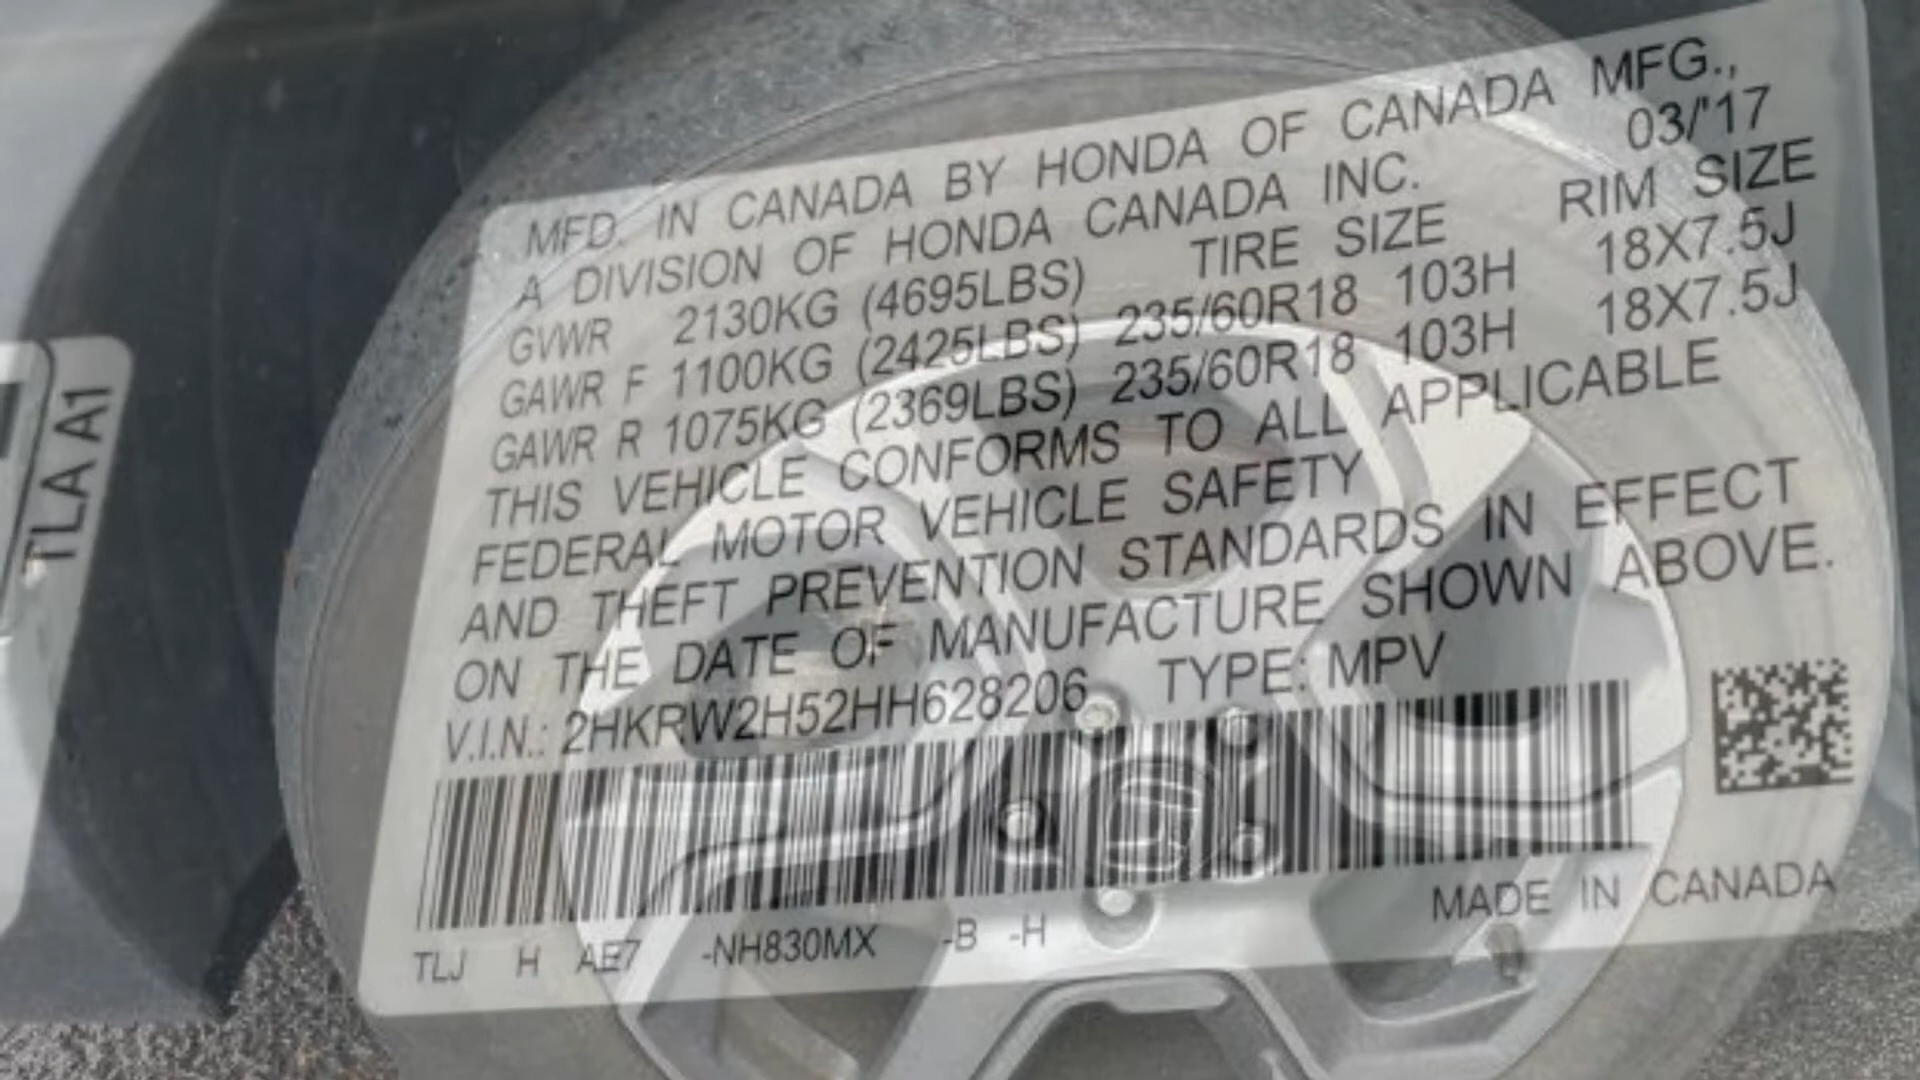 MFD. IN CANADA BY HONDA OF CANADA MFG.,
A DIVISION OF HONDA CANADA INC. 03/'17
GVWR 2130KG (4695LBS) TIRE SIZE RIM SIZE
GAWR F 1100KG (2425LBS) 235/60R18 103H 18X7.5J
GAWR R 1075KG (2369LBS) 235/60R18 103H 18X7.5J
THIS VEHICLE CONFORMS TO ALL APPLICABLE
FEDERAL MOTOR VEHICLE SAFETY
AND THEFT PREVENTION STANDARDS IN EFFECT
ON THE DATE OF MANUFACTURE SHOWN ABOVE.
V.I.N.: 2HKRW2H52HH628206 TYPE: MPV
MADE IN CANADA
TLJ H AE7 -NH830MX -B -H
TLA A1